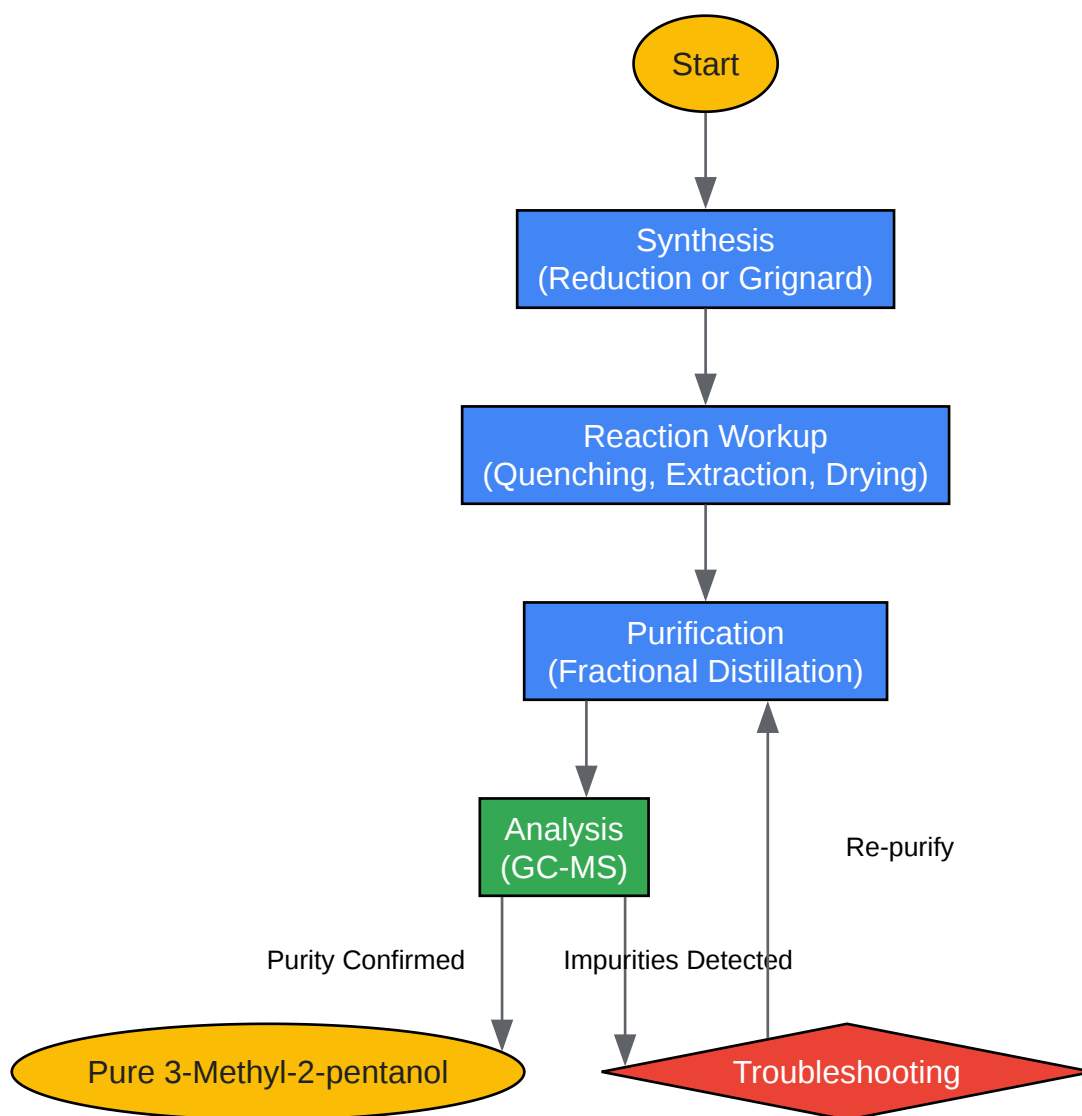 Start
Synthesis
(Reduction or Grignard)
Reaction Workup
(Quenching, Extraction, Drying)
Purification
(Fractional Distillation)
Analysis
(GC-MS)
Re-purify
Purity Confirmed
Impurities Detected
Pure 3-Methyl-2-pentanol
Troubleshooting